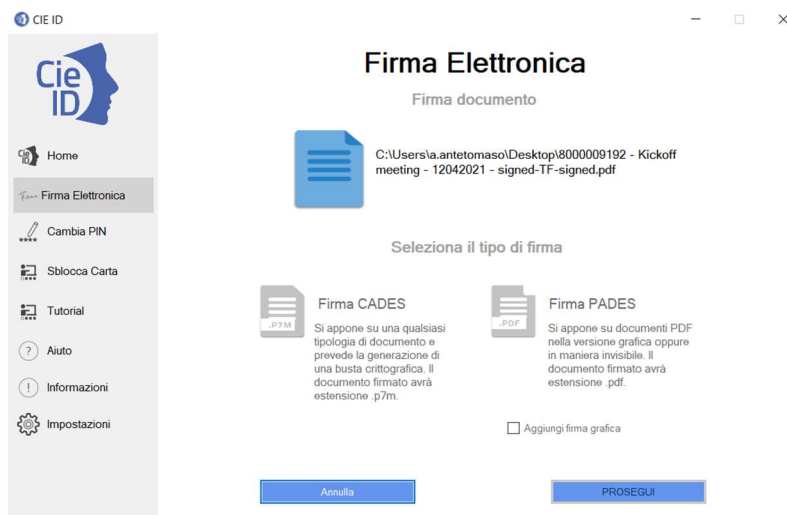 CIE ID
Cie
ID
Cie
ID
Home
Firma
Firma Elettronica
Cambia PIN
Sblocca Carta
Tutorial
?
Aiuto
!
Informazioni
Impostazioni
Firma Elettronica
Firma documento
C:\Users\a.antetomaso\Desktop\8000009192 - Kickoff
meeting - 12042021 - signed-TF-signed.pdf
Seleziona il tipo di firma
.P7M
Firma CADES
Si appone su una qualsiasi
tipologia di documento e
prevede la generazione di
una busta crittografica. Il
documento firmato avrà
estensione .p7m.
.PDF
Firma PADES
Si appone su documenti PDF
nella versione grafica oppure
in maniera invisibile. Il
documento firmato avrà
estensione .pdf.
Aggiungi firma grafica
Annulla
PROSEGUI